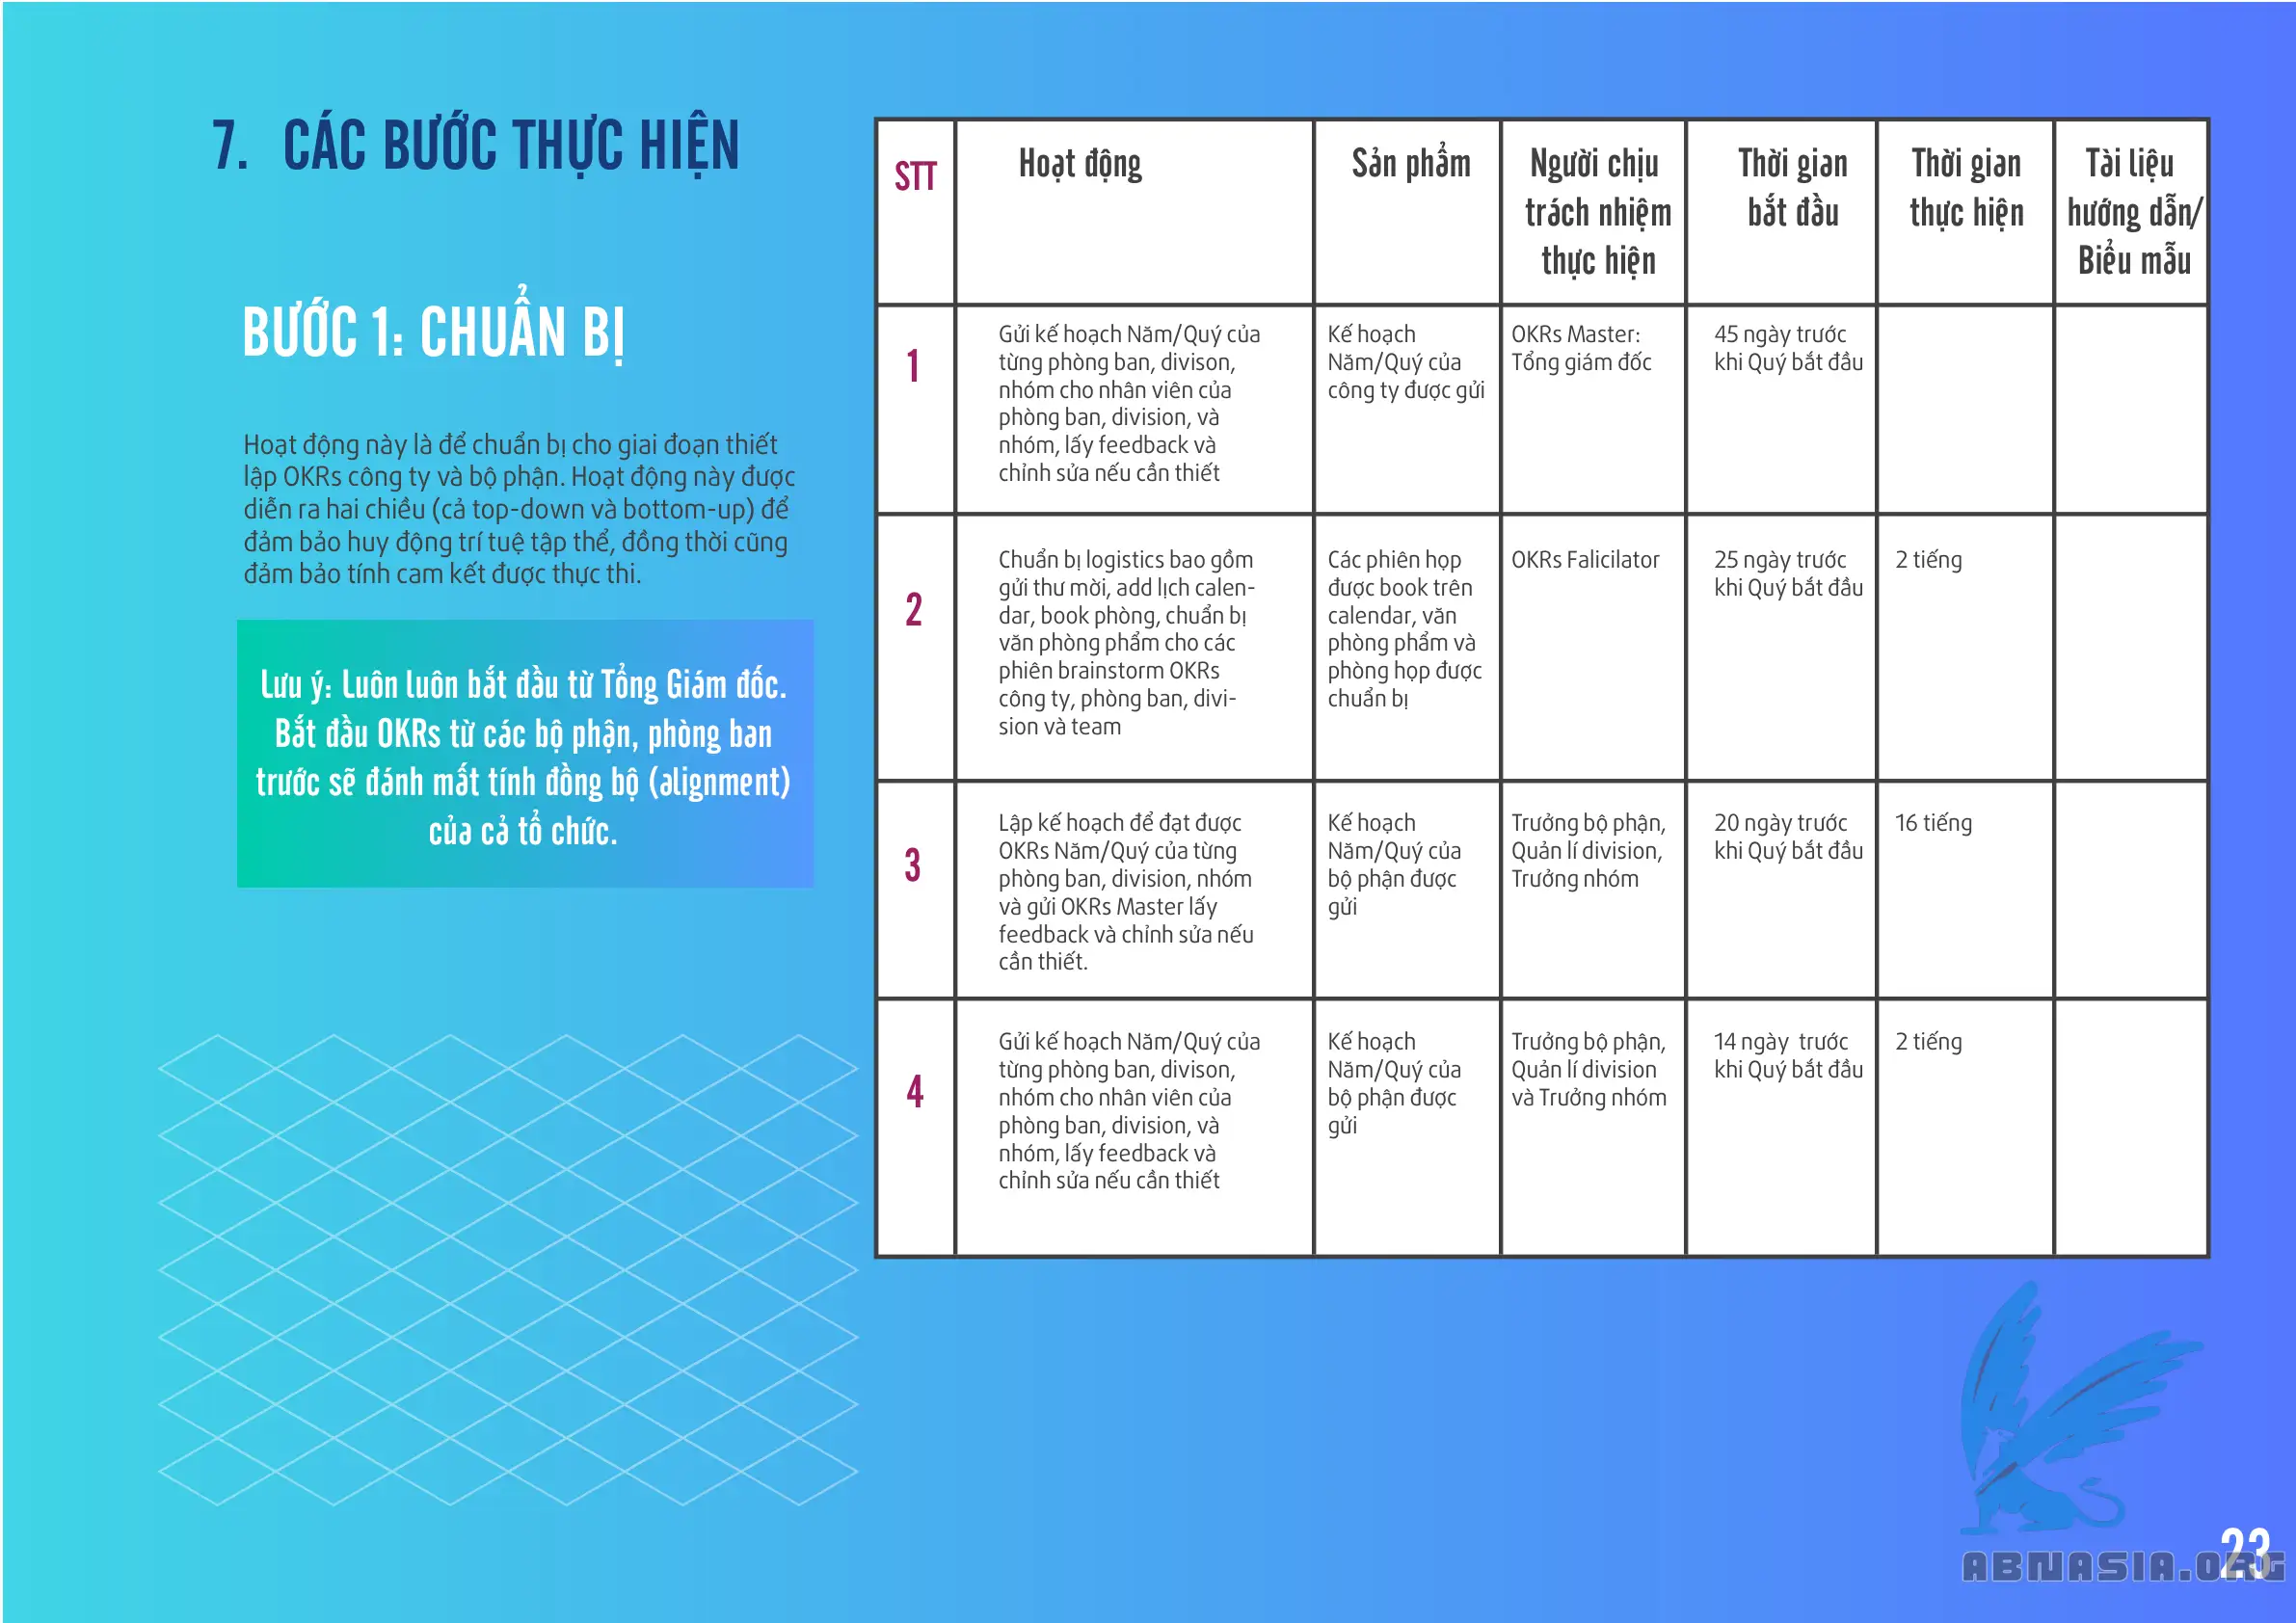 7. CÁC BƯỚC THỰC HIỆN
BƯỚC 1: CHUẨN BỊ
Hoạt động này là để chuẩn bị cho giai đoạn thiết
lập OKRs công ty và bộ phận. Hoạt động này được
diễn ra hai chiều (cả top-down và bottom-up) để
đảm bảo huy động trí tuệ tập thể, đồng thời cũng
đảm bảo tính cam kết được thực thi.
Lưu ý: Luôn luôn bắt đầu từ Tổng Giám đốc.
Bắt đầu OKRs từ các bộ phận, phòng ban
trước sẽ đánh mất tính đồng bộ (alignment)
của cả tổ chức.
STT
Hoạt động
Sản phẩm
Người chịu
trách nhiệm
thực hiện
Thời gian
bắt đầu
Thời gian
thực hiện
Tài liệu
hướng dẫn/
Biểu mẫu
1
Gửi kế hoạch Năm/Quý của
từng phòng ban, divison,
nhóm cho nhân viên của
phòng ban, division, và
nhóm, lấy feedback và
chỉnh sửa nếu cần thiết
Kế hoạch
Năm/Quý của
công ty được gửi
OKRs Master:
Tổng giám đốc
45 ngày trước
khi Quý bắt đầu
2
Chuẩn bị logistics bao gồm
gửi thư mời, add lịch calen-
dar, book phòng, chuẩn bị
văn phòng phẩm cho các
phiên brainstorm OKRs
công ty, phòng ban, divi-
sion và team
Các phiên họp
được book trên
calendar, văn
phòng phẩm và
phòng họp được
chuẩn bị
OKRs Falicilator
25 ngày trước
khi Quý bắt đầu
2 tiếng
3
Lập kế hoạch để đạt được
OKRs Năm/Quý của từng
phòng ban, division, nhóm
và gửi OKRs Master lấy
feedback và chỉnh sửa nếu
cần thiết.
Kế hoạch
Năm/Quý của
bộ phận được
gửi
Trưởng bộ phận,
Quản lí division,
Trưởng nhóm
20 ngày trước
khi Quý bắt đầu
16 tiếng
4
Gửi kế hoạch Năm/Quý của
từng phòng ban, divison,
nhóm cho nhân viên của
phòng ban, division, và
nhóm, lấy feedback và
chỉnh sửa nếu cần thiết
Kế hoạch
Năm/Quý của
bộ phận được
gửi
Trưởng bộ phận,
Quản lí division
và Trưởng nhóm
14 ngày trước
khi Quý bắt đầu
2 tiếng
23
ABNASIA.ORG